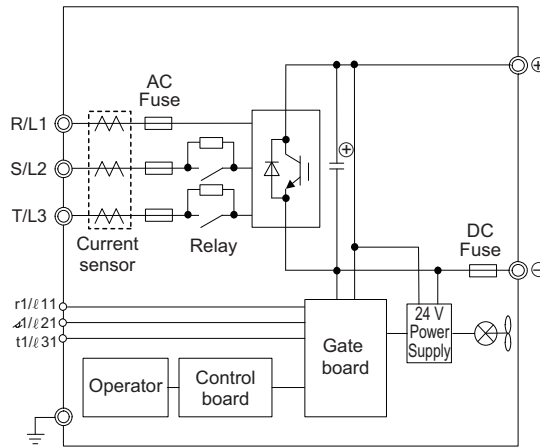 AC
Fuse
R/L1
S/L2
T/L3
Current
sensor
Relay
DC
Fuse
+
+
−
r1/ℓ11
s1/ℓ21
t1/ℓ31
24 V
Power
Supply
Gate
board
Operator
Control
board